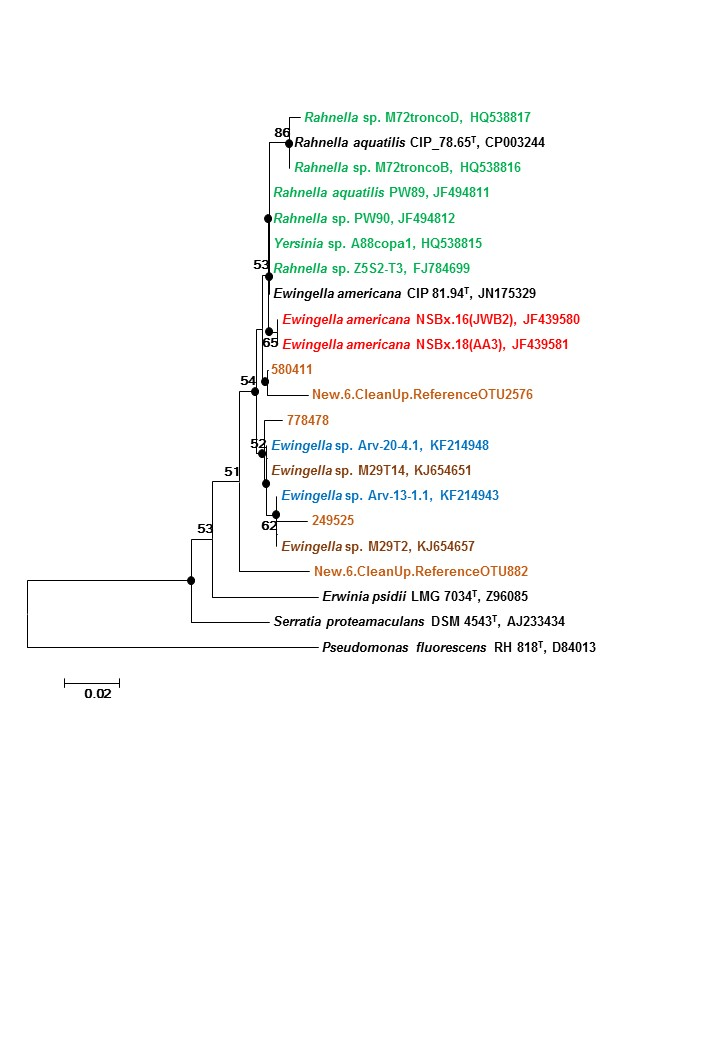 Rahnella sp. M72troncoD, HQ538817
86
Rahnella aquatilis CIP_78.65ᵀ, CP003244
Rahnella sp. M72troncoB, HQ538816
Rahnella aquatilis PW89, JF494811
Rahnella sp. PW90, JF494812
Yersinia sp. A88copa1, HQ538815
53
Rahnella sp. Z5S2-T3, FJ784699
Ewingella americana CIP 81.94ᵀ, JN175329
Ewingella americana NSBx.16(JWB2), JF439580
65
Ewingella americana NSBx.18(AA3), JF439581
580411
54
New.6.CleanUp.ReferenceOTU2576
778478
52
Ewingella sp. Arv-20-4.1, KF214948
51
Ewingella sp. M29T14, KJ654651
Ewingella sp. Arv-13-1.1, KF214943
62
249525
53
Ewingella sp. M29T2, KJ654657
New.6.CleanUp.ReferenceOTU882
Erwinia psidii LMG 7034ᵀ, Z96085
Serratia proteamaculans DSM 4543ᵀ, AJ233434
Pseudomonas fluorescens RH 818ᵀ, D84013
0.02